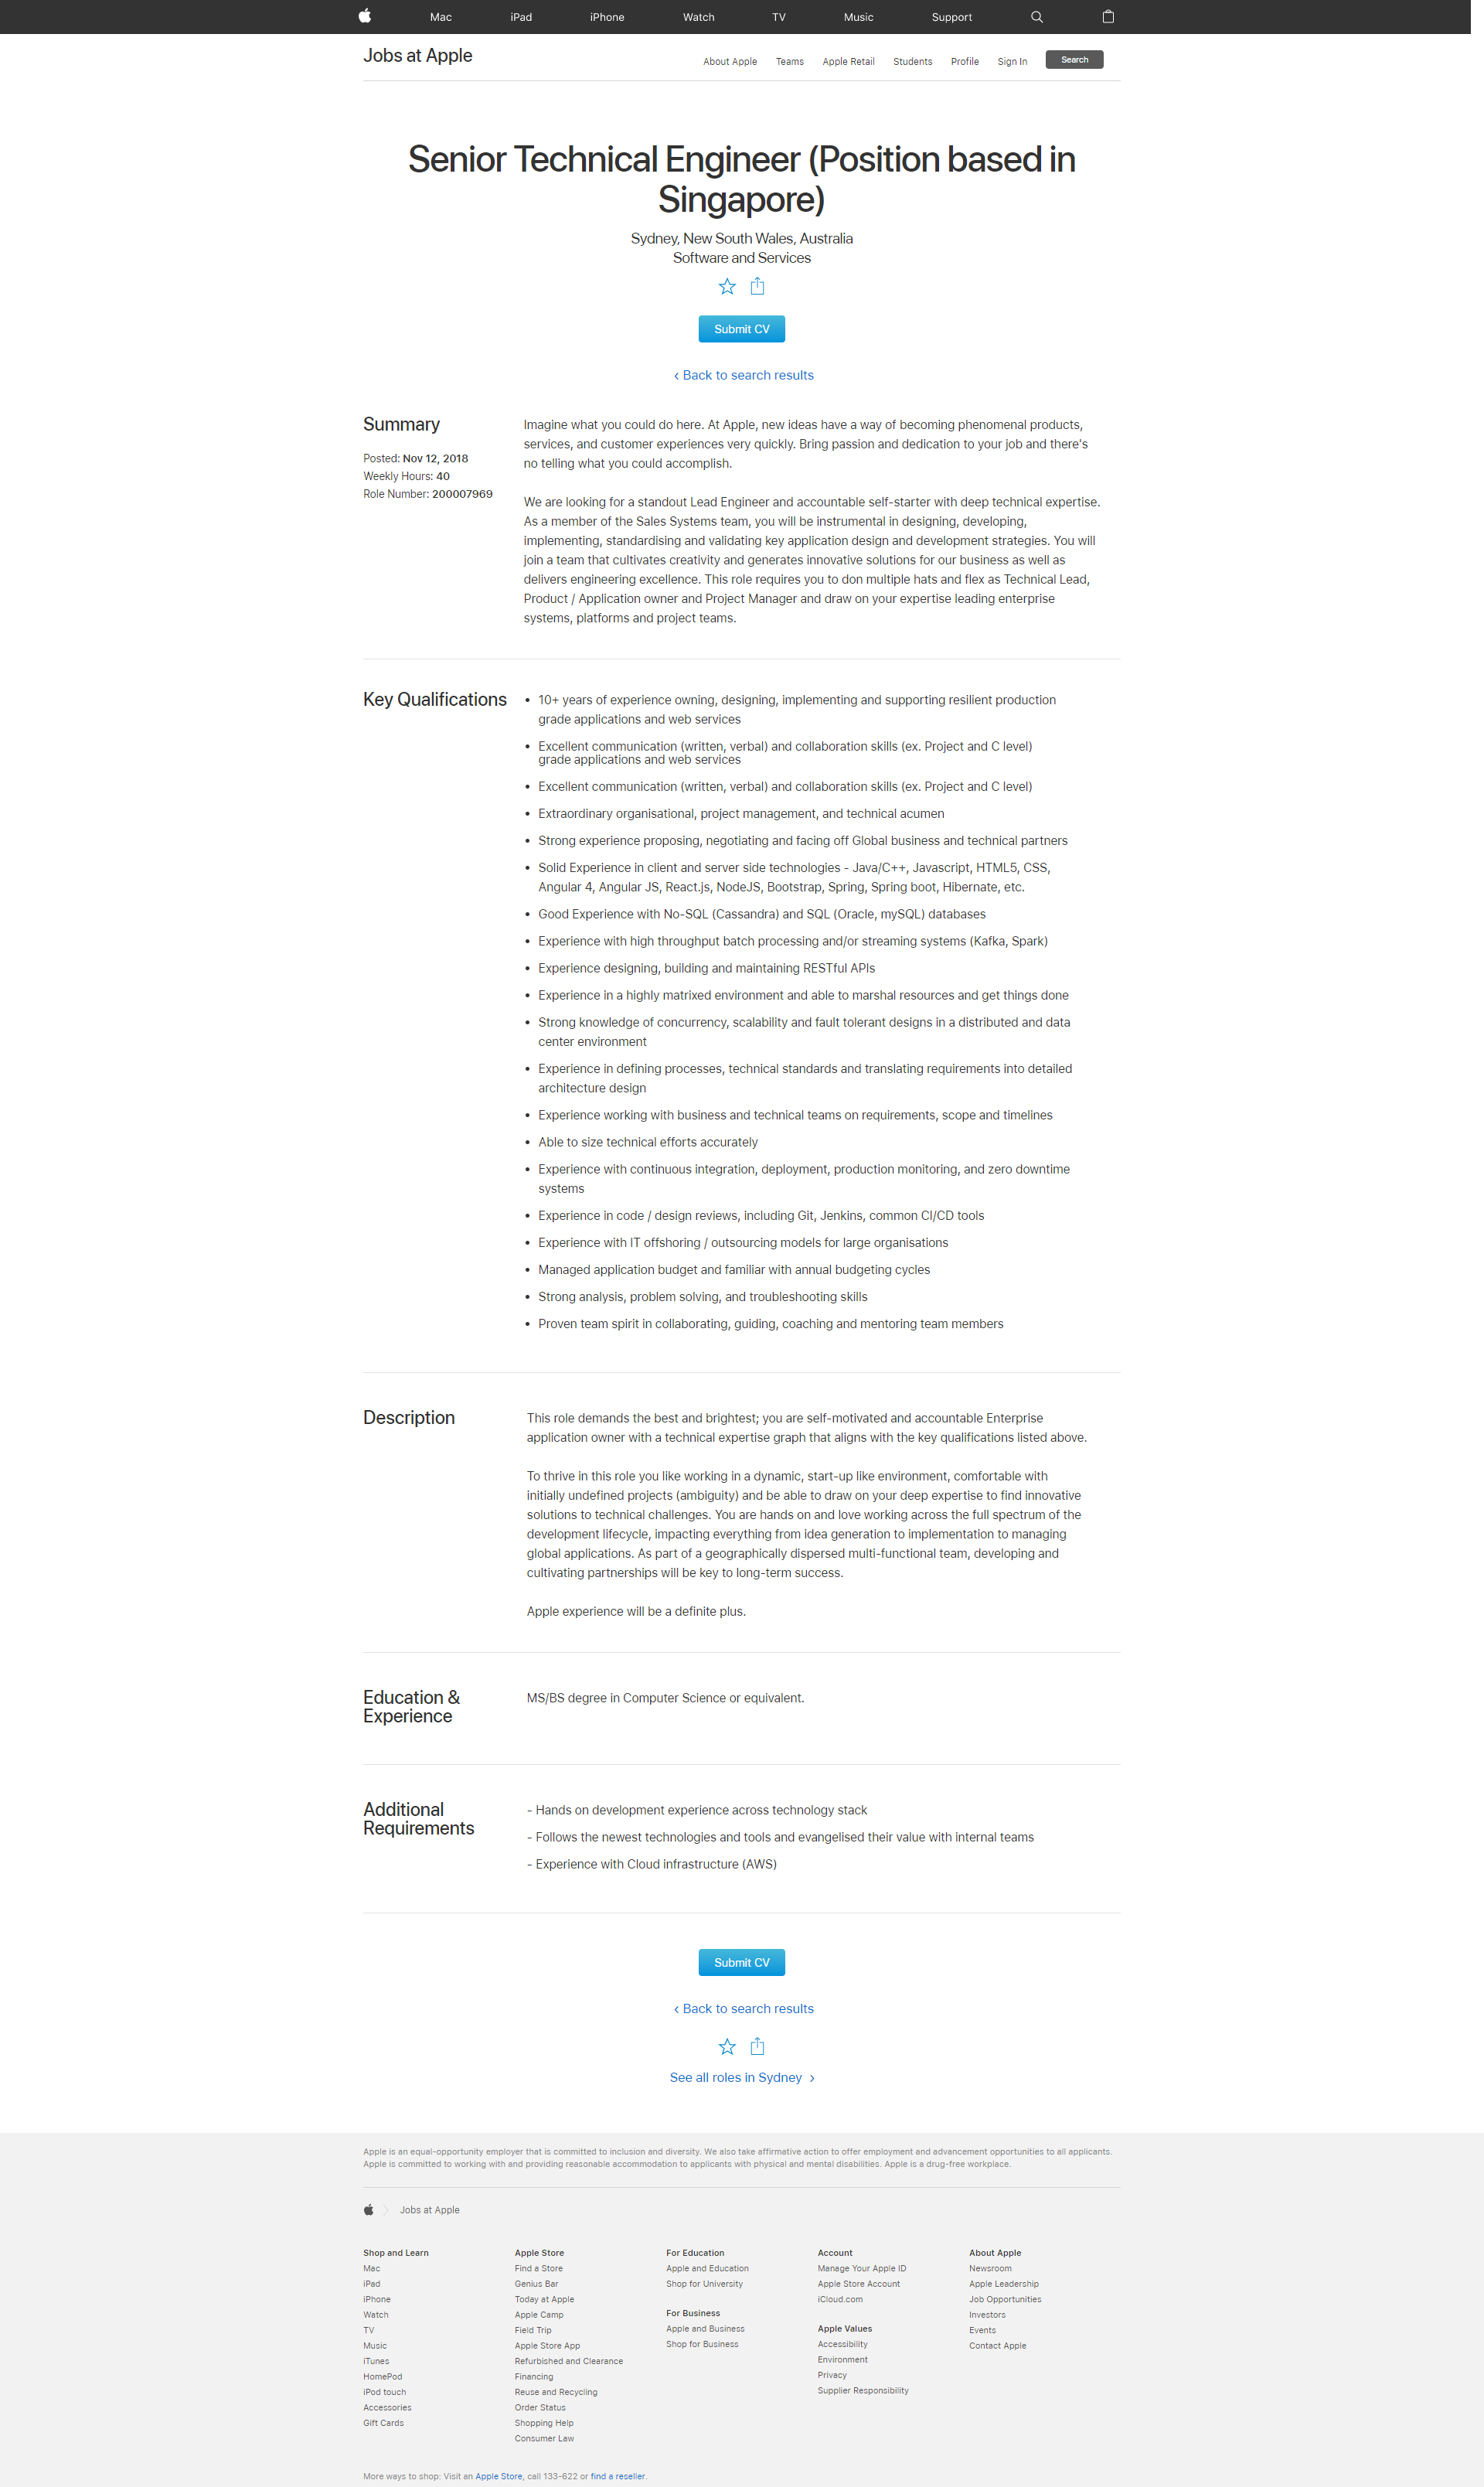 Mac iPad iPhone Watch TV Music Support
Jobs at Apple
About Apple Teams Apple Retail Students Profile Sign In Search
Senior Technical Engineer (Position based in
Singapore)
Sydney, New South Wales, Australia
Software and Services
Submit CV
‹ Back to search results
Summary
Posted: Nov 12, 2018
Weekly Hours: 40
Role Number: 200007969
Imagine what you could do here. At Apple, new ideas have a way of becoming phenomenal products,
services, and customer experiences very quickly. Bring passion and dedication to your job and there's
no telling what you could accomplish.
We are looking for a standout Lead Engineer and accountable self-starter with deep technical expertise.
As a member of the Sales Systems team, you will be instrumental in designing, developing,
implementing, standardising and validating key application design and development strategies. You will
join a team that cultivates creativity and generates innovative solutions for our business as well as
delivers engineering excellence. This role requires you to don multiple hats and flex as Technical Lead,
Product / Application owner and Project Manager and draw on your expertise leading enterprise
systems, platforms and project teams.
Key Qualifications
• 10+ years of experience owning, designing, implementing and supporting resilient production
grade applications and web services
• Excellent communication (written, verbal) and collaboration skills (ex. Project and C level)
grade applications and web services
• Excellent communication (written, verbal) and collaboration skills (ex. Project and C level)
• Extraordinary organisational, project management, and technical acumen
• Strong experience proposing, negotiating and facing off Global business and technical partners
• Solid Experience in client and server side technologies - Java/C++, Javascript, HTML5, CSS,
Angular 4, Angular JS, React.js, NodeJS, Bootstrap, Spring, Spring boot, Hibernate, etc.
• Good Experience with No-SQL (Cassandra) and SQL (Oracle, mySQL) databases
• Experience with high throughput batch processing and/or streaming systems (Kafka, Spark)
• Experience designing, building and maintaining RESTful APIs
• Experience in a highly matrixed environment and able to marshal resources and get things done
• Strong knowledge of concurrency, scalability and fault tolerant designs in a distributed and data
center environment
• Experience in defining processes, technical standards and translating requirements into detailed
architecture design
• Experience working with business and technical teams on requirements, scope and timelines
• Able to size technical efforts accurately
• Experience with continuous integration, deployment, production monitoring, and zero downtime
systems
• Experience in code / design reviews, including Git, Jenkins, common CI/CD tools
• Experience with IT offshoring / outsourcing models for large organisations
• Managed application budget and familiar with annual budgeting cycles
• Strong analysis, problem solving, and troubleshooting skills
• Proven team spirit in collaborating, guiding, coaching and mentoring team members
Description
This role demands the best and brightest; you are self-motivated and accountable Enterprise
application owner with a technical expertise graph that aligns with the key qualifications listed above.
To thrive in this role you like working in a dynamic, start-up like environment, comfortable with
initially undefined projects (ambiguity) and be able to draw on your deep expertise to find innovative
solutions to technical challenges. You are hands on and love working across the full spectrum of the
development lifecycle, impacting everything from idea generation to implementation to managing
global applications. As part of a geographically dispersed multi-functional team, developing and
cultivating partnerships will be key to long-term success.
Apple experience will be a definite plus.
Education &
Experience
MS/BS degree in Computer Science or equivalent.
Additional
Requirements
- Hands on development experience across technology stack
- Follows the newest technologies and tools and evangelised their value with internal teams
- Experience with Cloud infrastructure (AWS)
Submit CV
‹ Back to search results
See all roles in Sydney ›
Apple is an equal-opportunity employer that is committed to inclusion and diversity. We also take affirmative action to offer employment and advancement opportunities to all applicants.
Apple is committed to working with and providing reasonable accommodation to applicants with physical and mental disabilities. Apple is a drug-free workplace.
Jobs at Apple
Shop and Learn
Mac
iPad
iPhone
Watch
TV
Music
iTunes
HomePod
iPod touch
Accessories
Gift Cards
Apple Store
Find a Store
Genius Bar
Today at Apple
Apple Camp
Field Trip
Apple Store App
Refurbished and Clearance
Financing
Reuse and Recycling
Order Status
Shopping Help
Consumer Law
For Education
Apple and Education
Shop for University
For Business
Apple and Business
Shop for Business
Account
Manage Your Apple ID
Apple Store Account
iCloud.com
Apple Values
Accessibility
Environment
Privacy
Supplier Responsibility
About Apple
Newsroom
Apple Leadership
Job Opportunities
Investors
Events
Contact Apple
More ways to shop: Visit an Apple Store, call 133-622 or find a reseller.